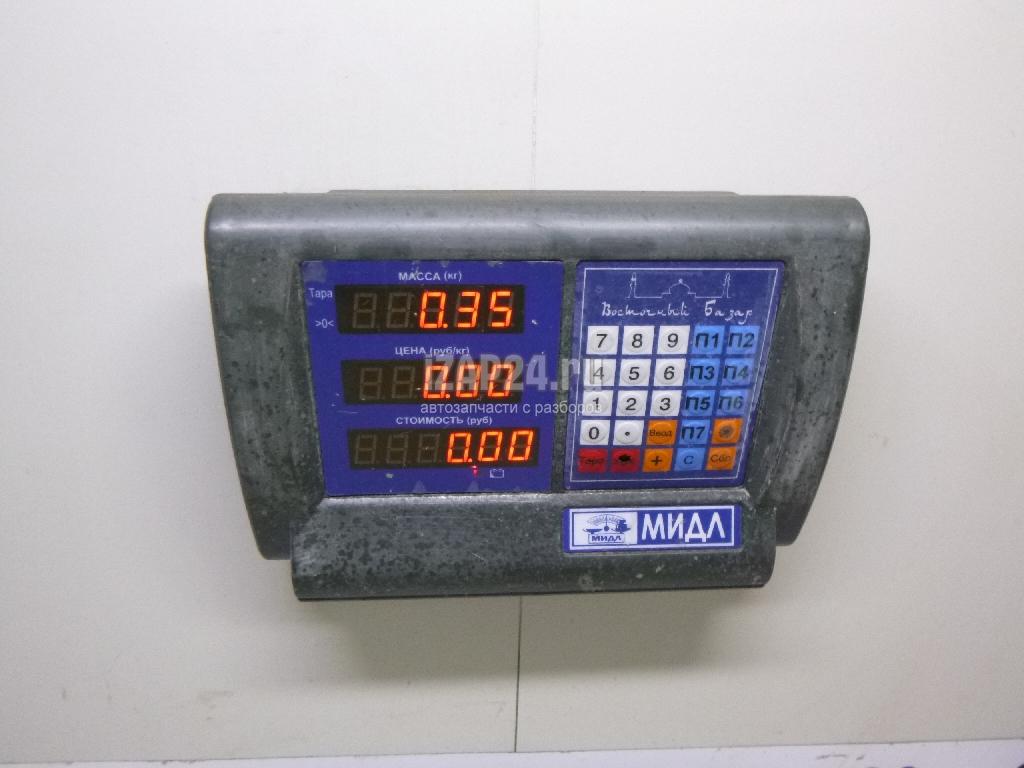 МАССА (кг)
Тара
0.35
>0<
ЦЕНА (руб/кг)
0.00
iZAP24.ru
автозапчасти с разборов
СТОИМОСТЬ (руб)
0.00
Восточный Базар
7 8 9 П1 П2
4 5 6 П3 П4
1 2 3 П5 П6
0 . Ввод П7
Тара + С Сбп
МИДЛ
МИДЛ